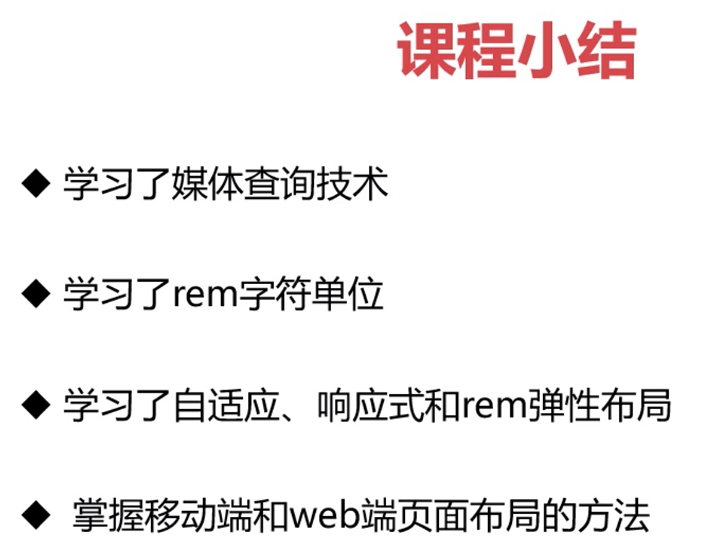 课程小结
◆ 学习了媒体查询技术
◆ 学习了rem字符单位
◆ 学习了自适应、响应式和rem弹性布局
◆ 掌握移动端和web端页面布局的方法